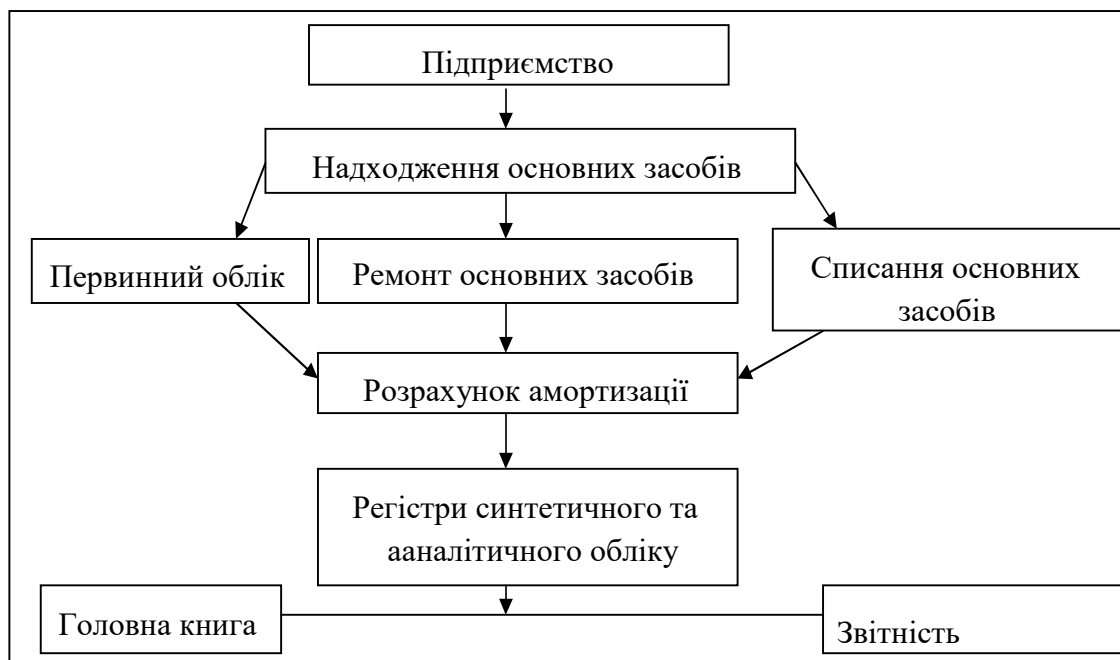 Підприємство
Надходження основних засобів
Первинний облік
Ремонт основних засобів
Списання основних
засобів
Розрахунок амортизації
Регістри синтетичного та
ааналітичного обліку
Головна книга
Звітність